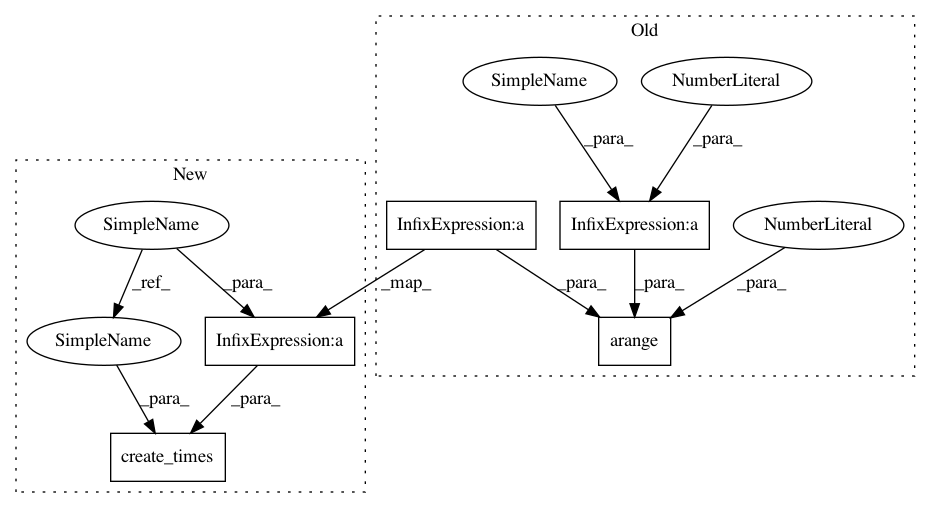 Old
SimpleName
NumberLiteral
_para_
_para_
New
SimpleName
InfixExpression:a
InfixExpression:a
NumberLiteral
_ref_
_para_
_map_
_para_
_para_
_para_
SimpleName
InfixExpression:a
arange
_para_
_para_
create_times